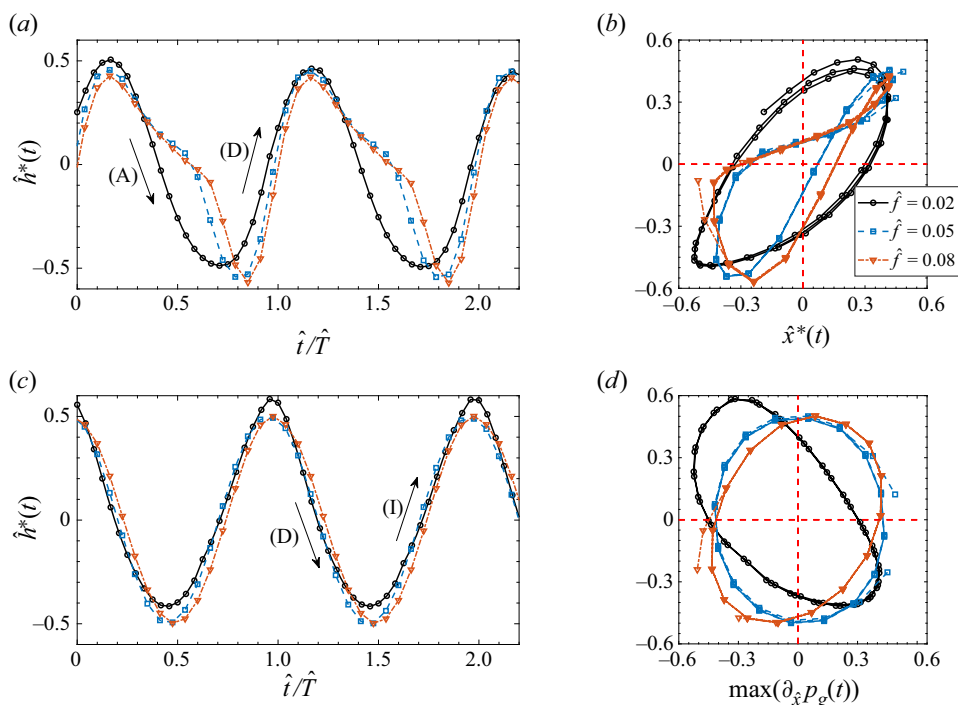 (a)
(b)
0.5
0
−0.5
ĥ*(t)
(A)
(D)
0
0.5
1.0
1.5
2.0
t̂/T̂
0.6
0.3
0
−0.3
−0.6
−0.6
−0.3
0
0.3
0.6
x̂*(t)
f̂ = 0.02
f̂ = 0.05
f̂ = 0.08
(c)
(d)
0.5
0
−0.5
ĥ*(t)
(D)
(I)
0
0.5
1.0
1.5
2.0
t̂/T̂
0.6
0.3
0
−0.3
−0.6
−0.6
−0.3
0
0.3
0.6
max(∂x̂ pg(t))